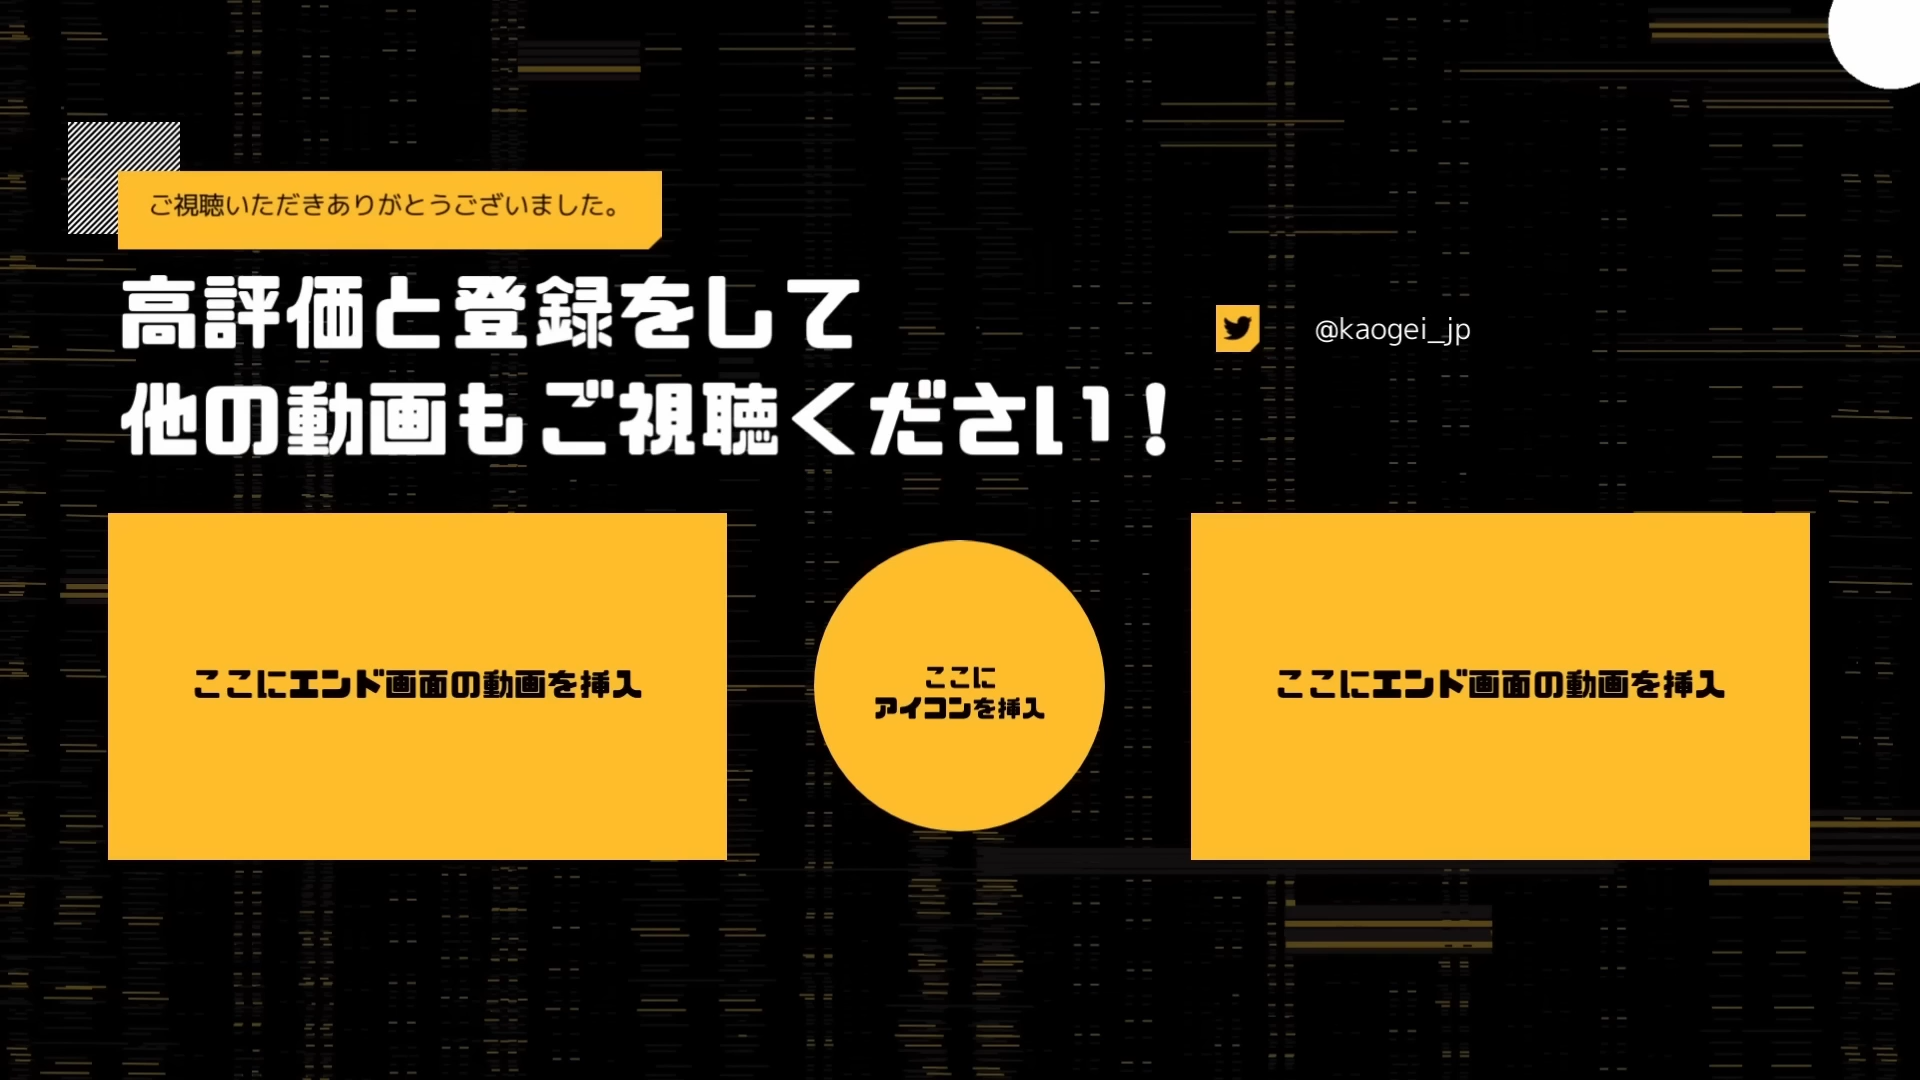 ご視聴いただきありがとうございました。
高評価と登録をして
他の動画もご視聴ください！
@kaogei_jp
ここにエンド画面の動画を挿入
ここに
アイコンを挿入
ここにエンド画面の動画を挿入